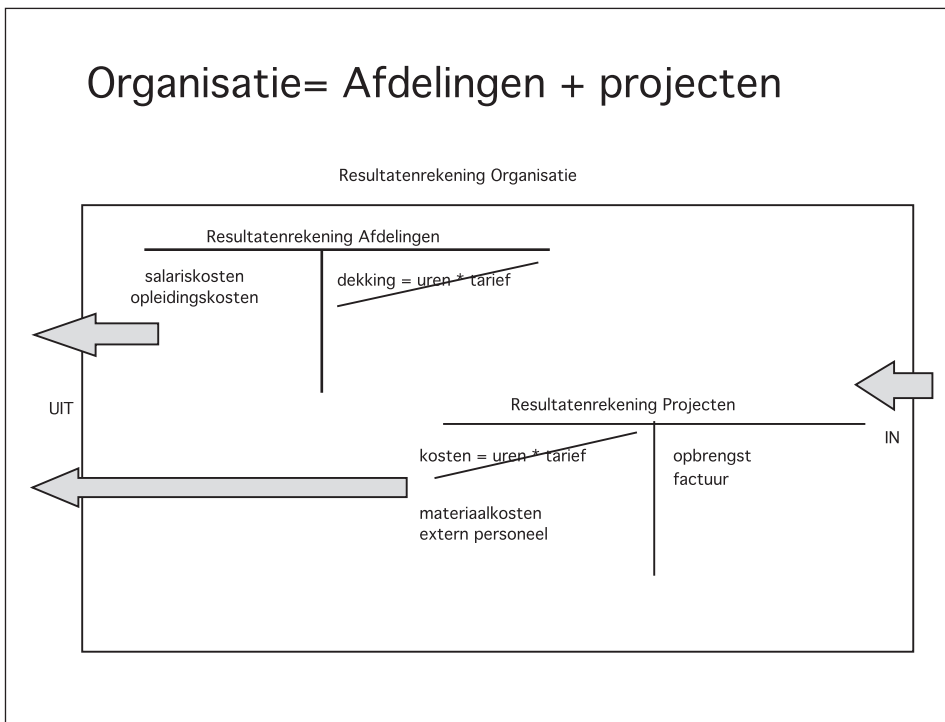 Organisatie= Afdelingen + projecten
Resultatenrekening Organisatie
Resultatenrekening Afdelingen
salariskosten
opleidingskosten
dekking = uren * tarief
UIT
IN
Resultatenrekening Projecten
kosten = uren * tarief
materiaalkosten
extern personeel
opbrengst
factuur